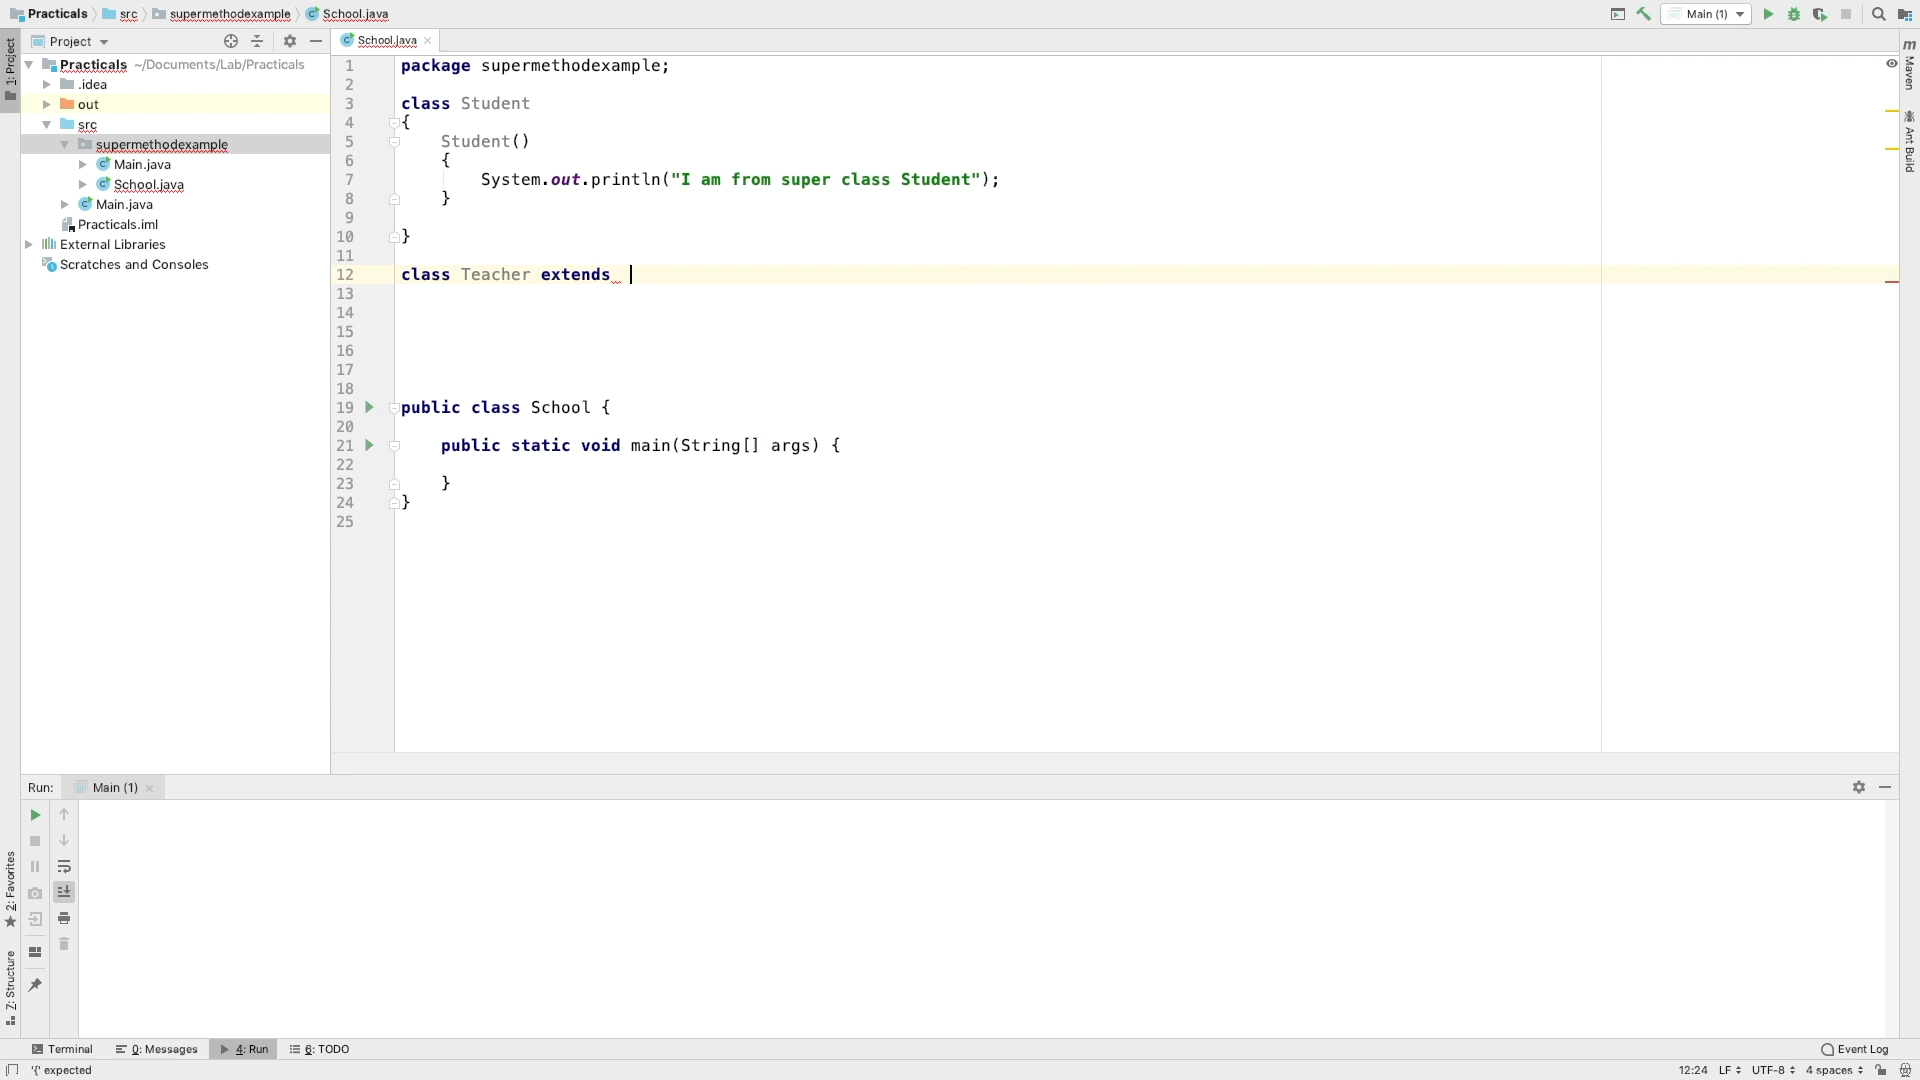 Practicals src supermethodexample School.java Main (1)
1: Project
Project
School.java
Practicals ~/Documents/Lab/Practicals
.idea
out
src
supermethodexample
Main.java
School.java
Main.java
Practicals.iml
External Libraries
Scratches and Consoles
1 package supermethodexample;
2
3 class Student
4 {
5 Student()
6 {
7 System.out.println("I am from super class Student");
8 }
9
10 }
11
12 class Teacher extends
13
14
15
16
17
18
19 public class School {
20
21 public static void main(String[] args) {
22
23 }
24 }
25
m Maven
Ant Build
Run: Main (1)
2: Favorites
7: Structure
Terminal 0: Messages 4: Run 6: TODO Event Log
'{' expected 12:24 LF UTF-8 4 spaces